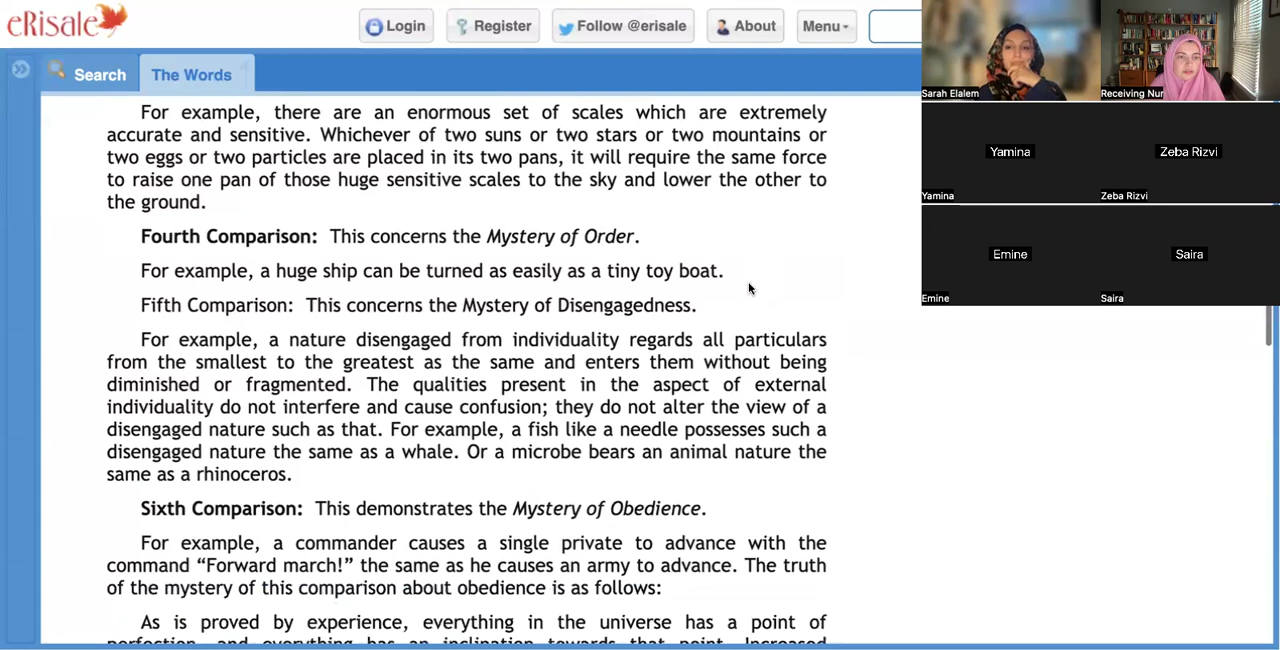 eRisale
Login
Register
Follow @erisale
About
Menu
Search
The Words
For example, there are an enormous set of scales which are extremely
accurate and sensitive. Whichever of two suns or two stars or two mountains or
two eggs or two particles are placed in its two pans, it will require the same force
to raise one pan of those huge sensitive scales to the sky and lower the other to
the ground.
Fourth Comparison: This concerns the Mystery of Order.
For example, a huge ship can be turned as easily as a tiny toy boat.
Fifth Comparison: This concerns the Mystery of Disengagedness.
For example, a nature disengaged from individuality regards all particulars
from the smallest to the greatest as the same and enters them without being
diminished or fragmented. The qualities present in the aspect of external
individuality do not interfere and cause confusion; they do not alter the view of a
disengaged nature such as that. For example, a fish like a needle possesses such a
disengaged nature the same as a whale. Or a microbe bears an animal nature the
same as a rhinoceros.
Sixth Comparison: This demonstrates the Mystery of Obedience.
For example, a commander causes a single private to advance with the
command “Forward march!” the same as he causes an army to advance. The truth
of the mystery of this comparison about obedience is as follows:
As is proved by experience, everything in the universe has a point of
perfection, and everything has an inclination towards that point. Increased
Sarah Elalem
Receiving Nur
Yamina
Zeba Rizvi
Yamina
Zeba Rizvi
Emine
Saira
Emine
Saira